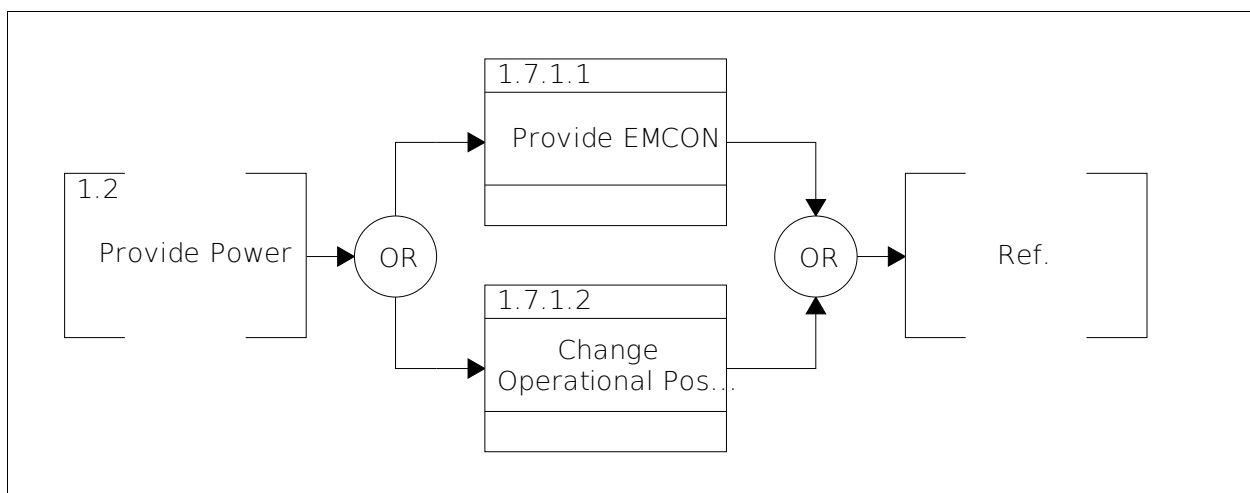 1.2
Provide Power
OR
1.7.1.1
Provide EMCON
1.7.1.2
Change
Operational Pos...
OR
Ref.